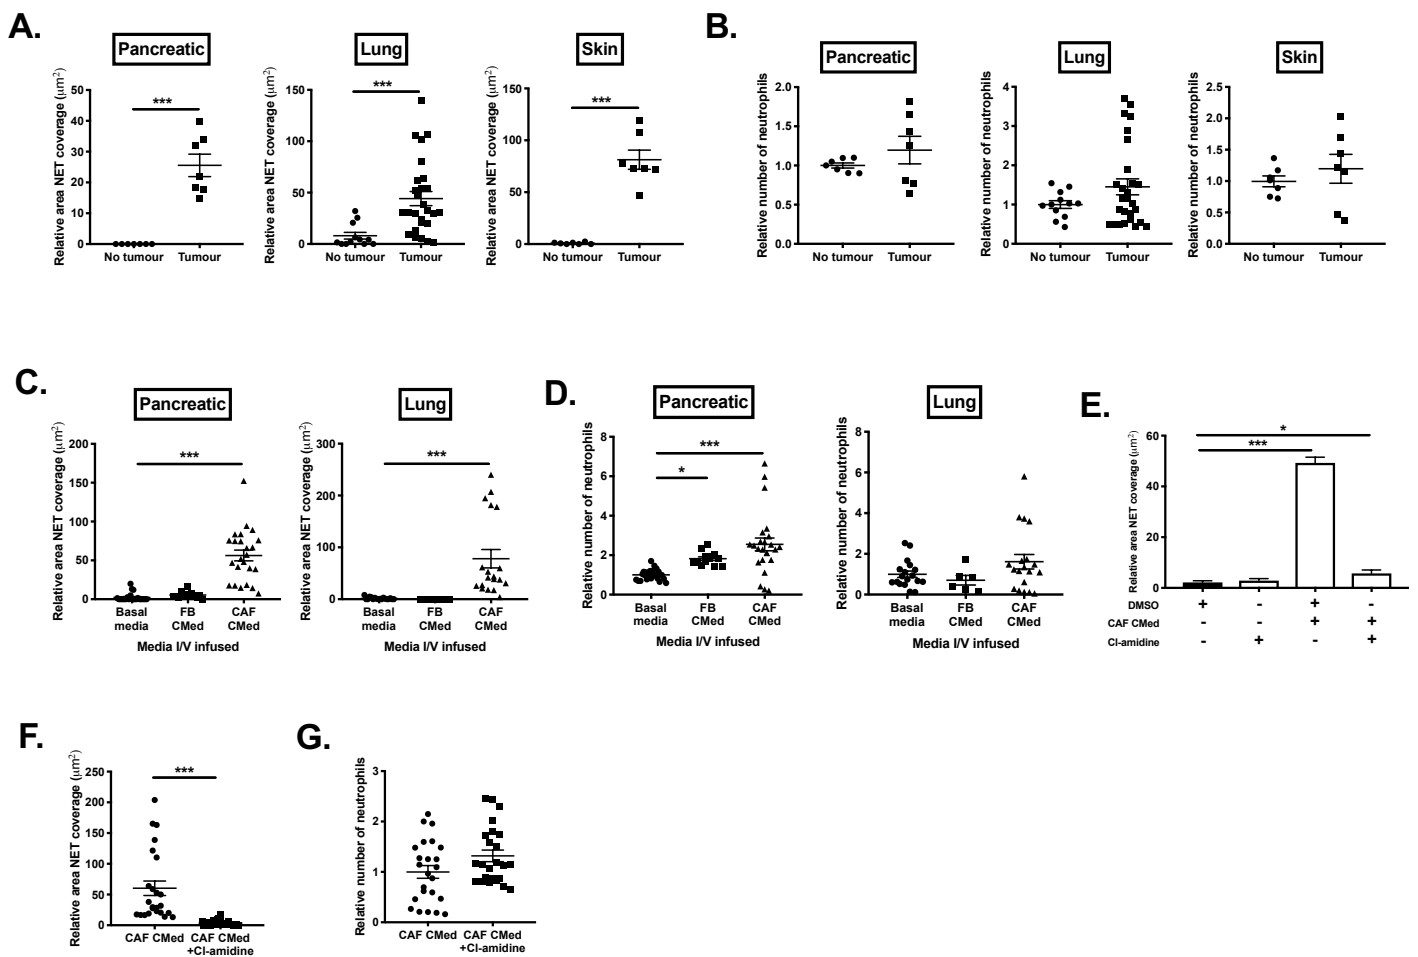 A.
Pancreatic
Relative area NET coverage (μm²)
50
40
30
20
10
0
***
No tumour Tumour
Lung
Relative area NET coverage (μm²)
150
100
50
0
***
No tumour Tumour
Skin
Relative area NET coverage (μm²)
150
100
50
0
***
No tumour Tumour
B.
Pancreatic
Relative number of neutrophils
2.0
1.5
1.0
0.5
0.0
No tumour Tumour
Lung
Relative number of neutrophils
4
3
2
1
0
No tumour Tumour
Skin
Relative number of neutrophils
2.5
2.0
1.5
1.0
0.5
0.0
No tumour Tumour
C.
Pancreatic
Relative area NET coverage (μm²)
200
150
100
50
0
***
Basal FB CAF
media CMed CMed
Media I/V infused
Lung
Relative area NET coverage (μm²)
300
200
100
0
***
Basal FB CAF
media CMed CMed
Media I/V infused
D.
Pancreatic
Relative number of neutrophils
8
6
4
2
0
***
*
Basal FB CAF
media CMed CMed
Media I/V infused
Lung
Relative number of neutrophils
8
6
4
2
0
Basal FB CAF
media CMed CMed
Media I/V infused
E.
Relative area NET coverage (μm²)
60
40
20
0
*
***
DMSO + - + -
CAF CMed - - + +
Cl-amidine - + - +
F.
Relative area NET coverage (μm²)
250
200
150
100
50
0
***
CAF CMed CAF CMed
+Cl-amidine
G.
Relative number of neutrophils
3
2
1
0
CAF CMed CAF CMed
+Cl-amidine